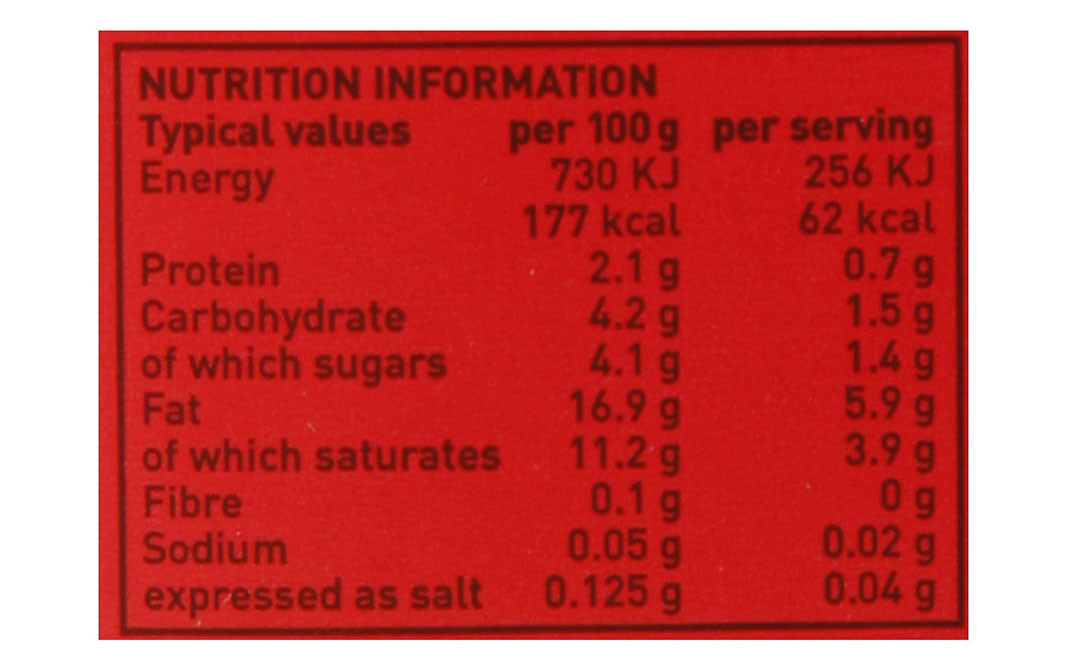 NUTRITION INFORMATION
Typical values per 100 g per serving
Energy 730 KJ 256 KJ
177 kcal 62 kcal
Protein 2.1 g 0.7 g
Carbohydrate 4.2 g 1.5 g
of which sugars 4.1 g 1.4 g
Fat 16.9 g 5.9 g
of which saturates 11.2 g 3.9 g
Fibre 0.1 g 0 g
Sodium 0.05 g 0.02 g
expressed as salt 0.125 g 0.04 g